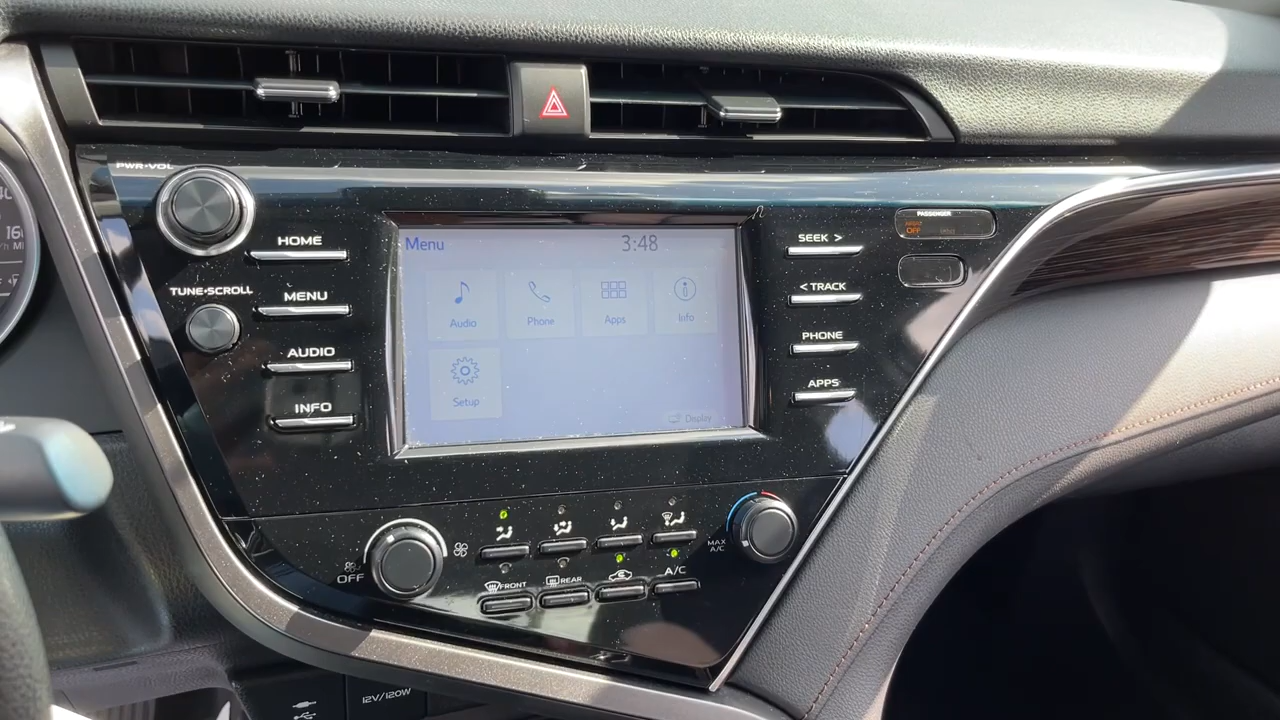 PWR•VOL
HOME
TUNE•SCROLL
MENU
AUDIO
INFO
Menu
3:48
Audio
Phone
Apps
Info
Setup
Display
SEEK >
< TRACK
PHONE
APPS
PASSENGER
OFF
160
OFF
FRONT
REAR
A/C
MAX
A/C
12V/120W